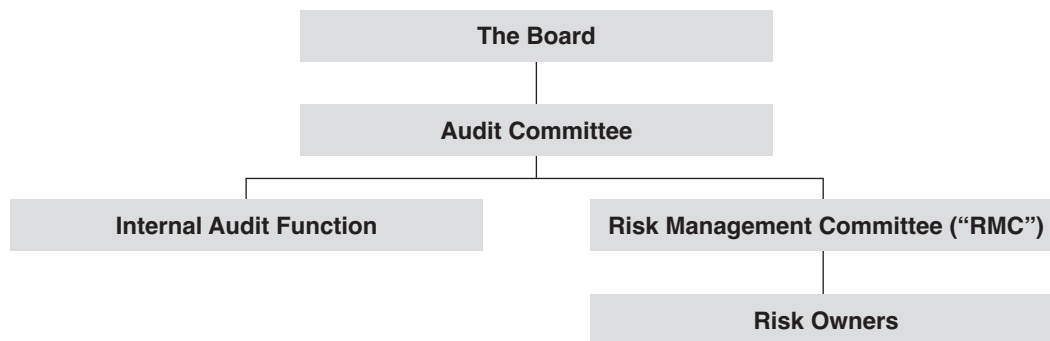 The Board
Audit Committee
Internal Audit Function
Risk Management Committee (“RMC”)
Risk Owners